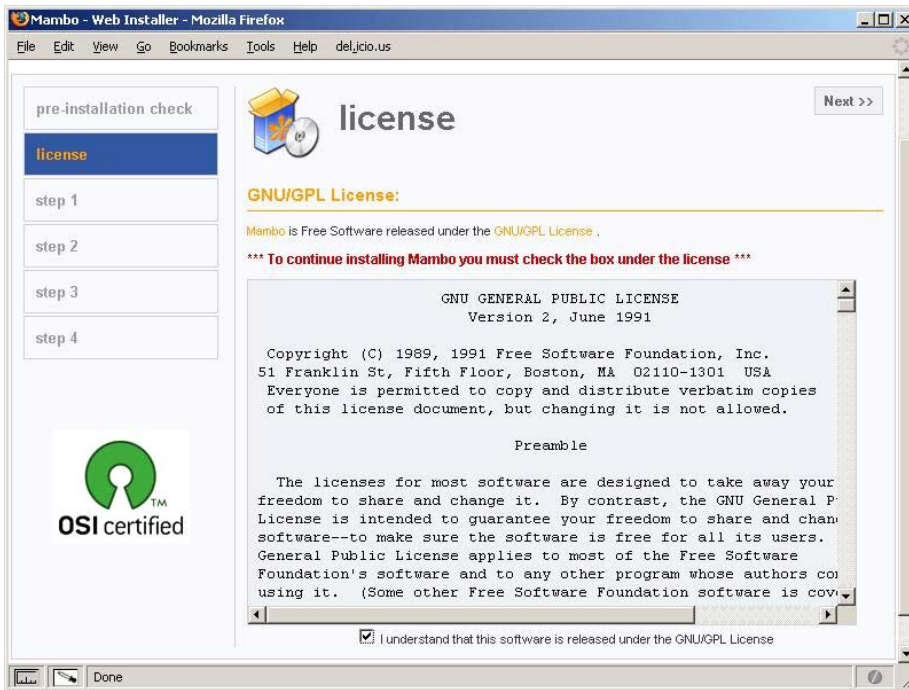 Mambo - Web Installer - Mozilla Firefox
File Edit View Go Bookmarks Tools Help del.icio.us
pre-installation check
license
step 1
step 2
step 3
step 4
OSI certified
TM
license
Next >>
GNU/GPL License:
Mambo is Free Software released under the GNU/GPL License .
*** To continue installing Mambo you must check the box under the license ***
GNU GENERAL PUBLIC LICENSE
Version 2, June 1991
Copyright (C) 1989, 1991 Free Software Foundation, Inc.
51 Franklin St, Fifth Floor, Boston, MA 02110-1301 USA
Everyone is permitted to copy and distribute verbatim copies
of this license document, but changing it is not allowed.
Preamble
The licenses for most software are designed to take away your
freedom to share and change it. By contrast, the GNU General P
License is intended to guarantee your freedom to share and chan
software--to make sure the software is free for all its users.
General Public License applies to most of the Free Software
Foundation's software and to any other program whose authors co
using it. (Some other Free Software Foundation software is cov
I understand that this software is released under the GNU/GPL License
Done